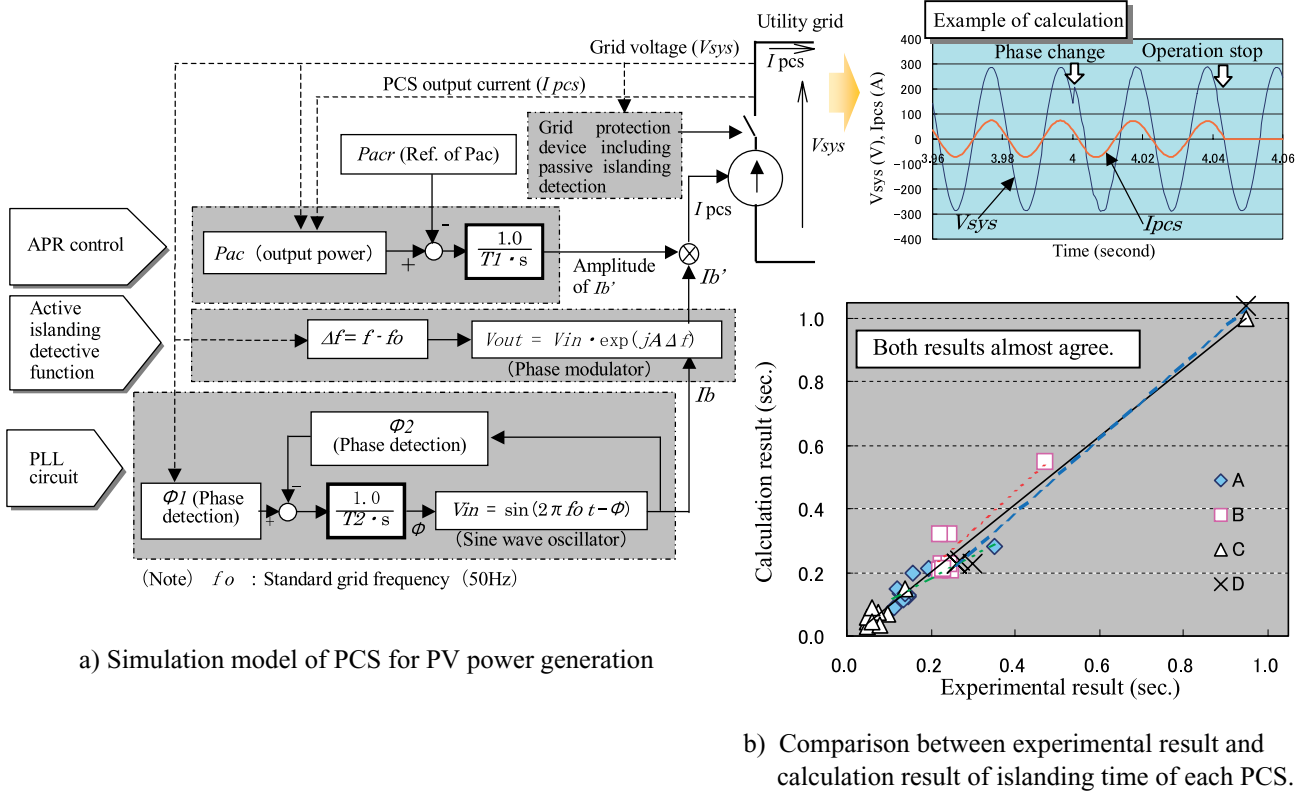 Utility grid
Grid voltage (Vsys)
I pcs
PCS output current (I pcs)
Grid protection
device including
passive islanding
detection
Vsys
I pcs
Pacr (Ref. of Pac)
APR control
Pac (output power)
+
-
1.0
T1・s
Amplitude
of Ib'
Ib'
Active
islanding
detective
function
Δf = f - fo
Vout = Vin・exp(jAΔf)
(Phase modulator)
Ib
PLL
circuit
Φ2
(Phase detection)
Φ1 (Phase
detection)
+
−
1.0
T2・s
Φ
Vin = sin(2π fo t−Φ)
(Sine wave oscillator)
(Note) fo : Standard grid frequency (50Hz)
a) Simulation model of PCS for PV power generation
Example of calculation
Phase change
Operation stop
Vsys (V), Ipcs (A)
400
300
200
100
0
−100
−200
−300
−400
3.96
3.98
4
4.02
4.04
4.06
Vsys
Ipcs
Time (second)
Both results almost agree.
Calculation result (sec.)
1.0
0.8
0.6
0.4
0.2
0.0
A
B
C
D
0.0
0.2
0.4
0.6
0.8
1.0
Experimental result (sec.)
b) Comparison between experimental result and
calculation result of islanding time of each PCS.